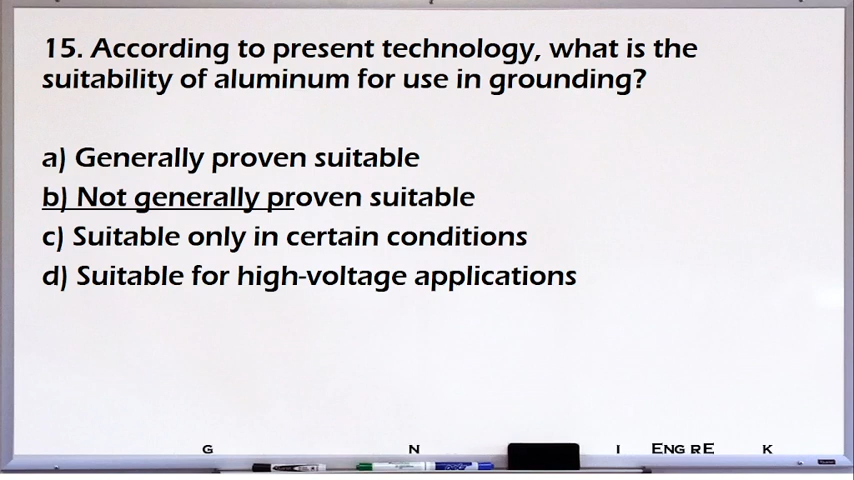 15. According to present technology, what is the
suitability of aluminum for use in grounding?
a) Generally proven suitable
b) Not generally proven suitable
c) Suitable only in certain conditions
d) Suitable for high-voltage applications
G N I ENG R E K